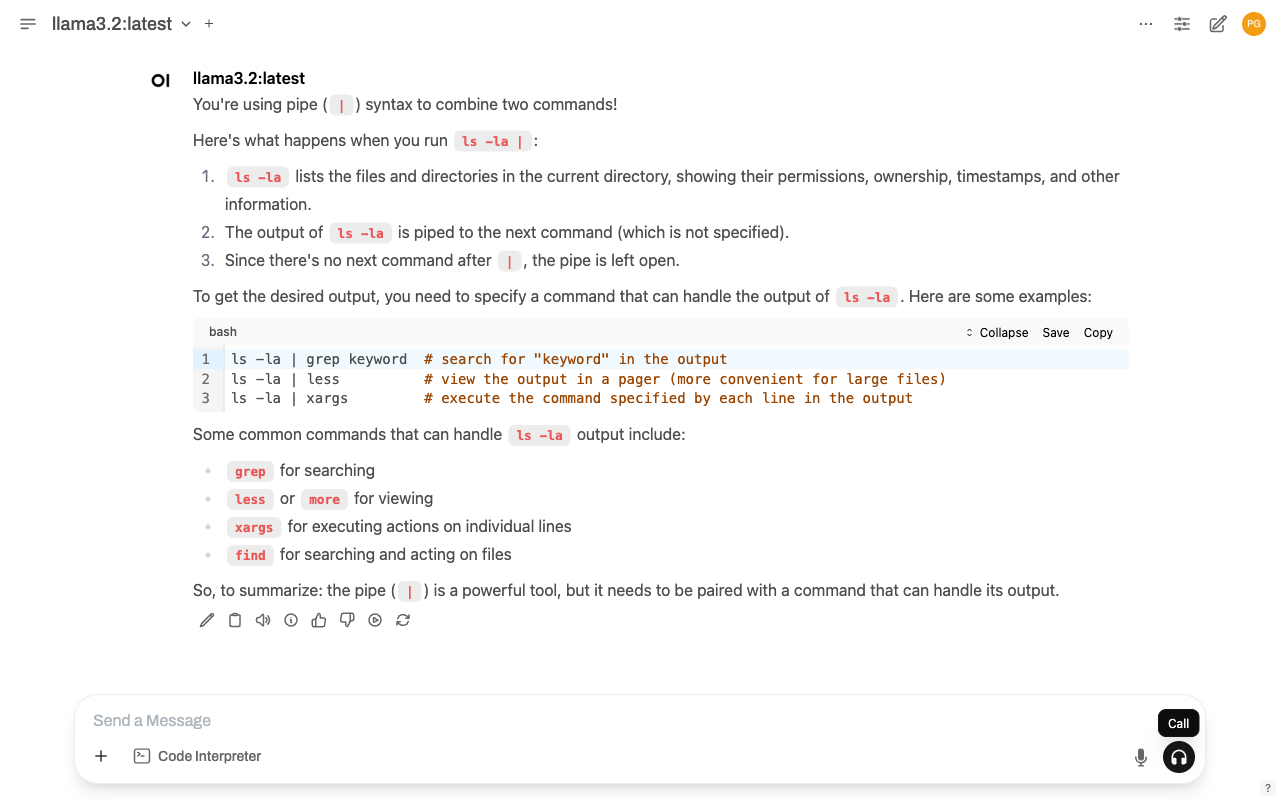 llama3.2:latest
PG
OI llama3.2:latest
You're using pipe ( | ) syntax to combine two commands!
Here's what happens when you run ls -la | :
1. ls -la lists the files and directories in the current directory, showing their permissions, ownership, timestamps, and other
information.
2. The output of ls -la is piped to the next command (which is not specified).
3. Since there's no next command after | , the pipe is left open.
To get the desired output, you need to specify a command that can handle the output of ls -la . Here are some examples:
bash Collapse Save Copy
1 ls -la | grep keyword # search for "keyword" in the output
2 ls -la | less # view the output in a pager (more convenient for large files)
3 ls -la | xargs # execute the command specified by each line in the output
Some common commands that can handle ls -la output include:
grep for searching
less or more for viewing
xargs for executing actions on individual lines
find for searching and acting on files
So, to summarize: the pipe ( | ) is a powerful tool, but it needs to be paired with a command that can handle its output.
Send a Message
Call
Code Interpreter
?